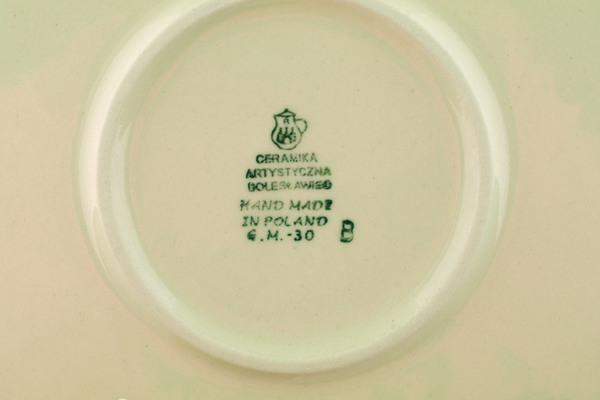 CERAMIKA
ARTYSTYCZNA
BOLESŁAWIEC
HAND MADE
IN POLAND
G.M.-30 B